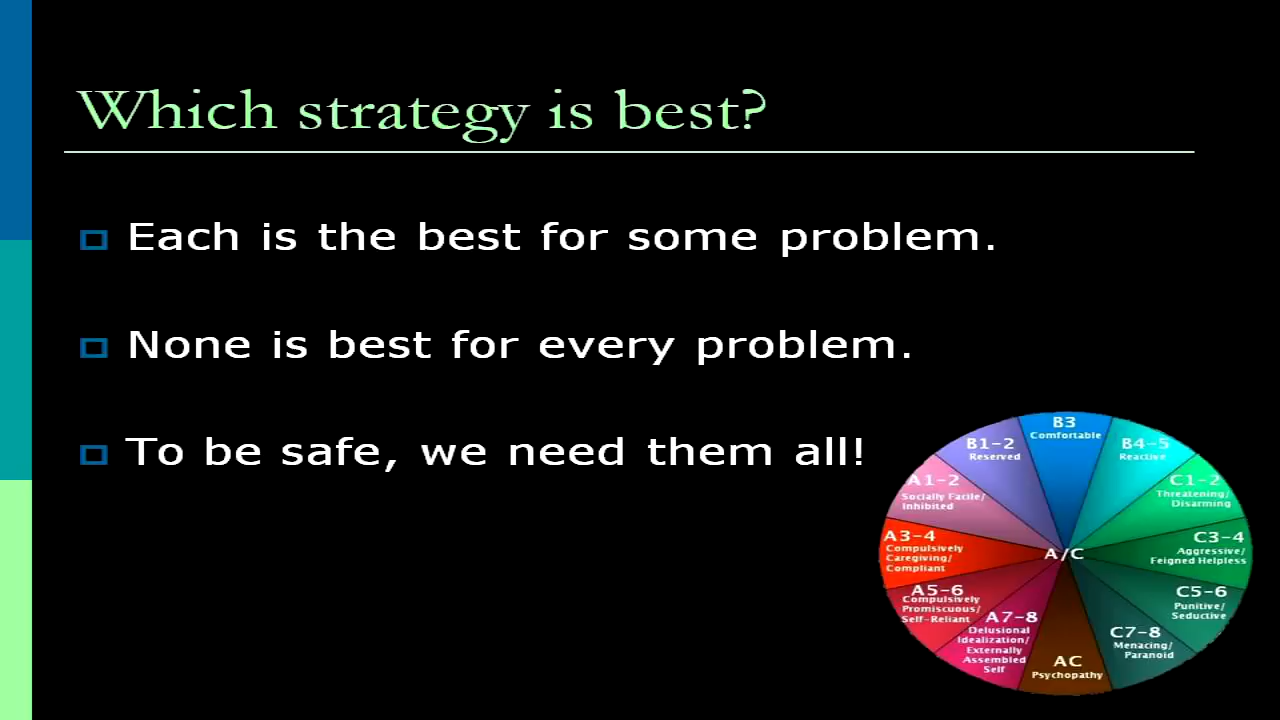 Which strategy is best?
Each is the best for some problem.
None is best for every problem.
To be safe, we need them all!
B3
Comfortable
B1-2
Reserved
B4-5
Reactive
A1-2
Socially Facile/
Inhibited
C1-2
Threatening/
Disarming
A3-4
Compulsively
Caregiving/
Compliant
A/C
C3-4
Aggressive/
Feigned Helpless
A5-6
Compulsively
Promiscuous/
Self-Reliant
C5-6
Punitive/
Seductive
A7-8
Delusional
Idealization/
Externally
Assembled
Self
C7-8
Menacing/
Paranoid
AC
Psychopathy